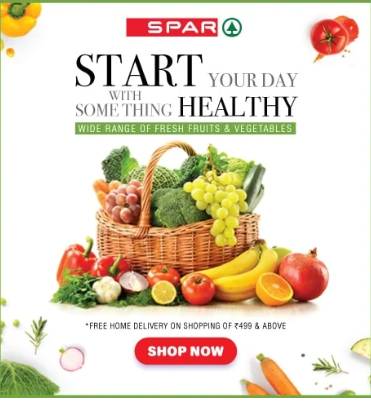 SPAR
START YOUR DAY
WITH
SOME THING HEALTHY
WIDE RANGE OF FRESH FRUITS & VEGETABLES
*FREE HOME DELIVERY ON SHOPPING OF ₹499 & ABOVE
SHOP NOW